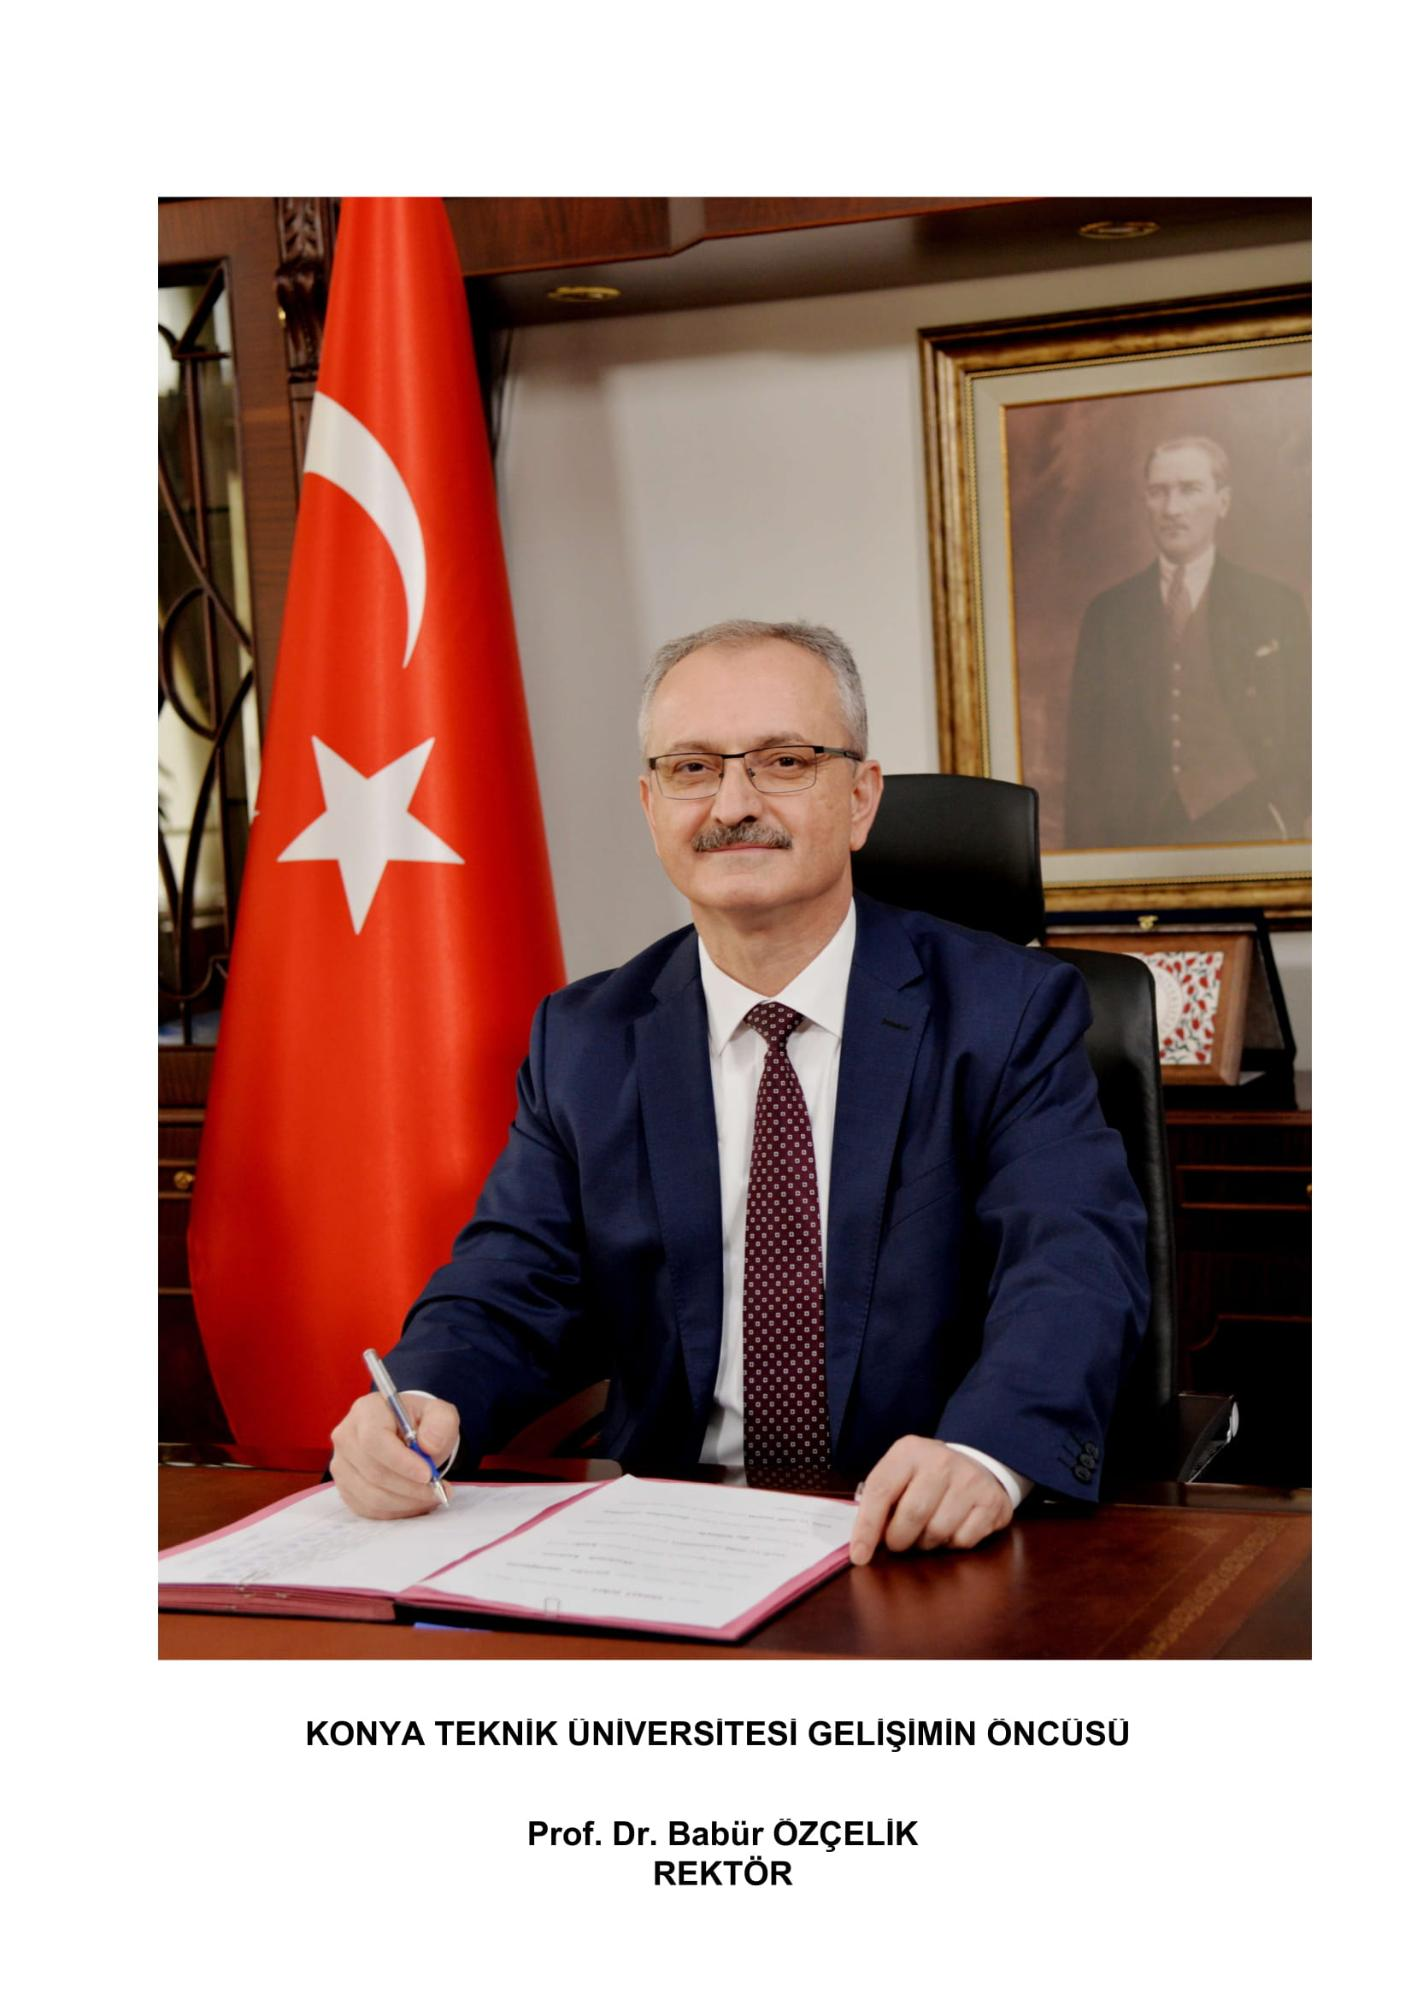 KONYA TEKNİK ÜNİVERSİTESİ GELİŞİMİN ÖNCÜSÜ
Prof. Dr. Babür ÖZÇELİK
REKTÖR